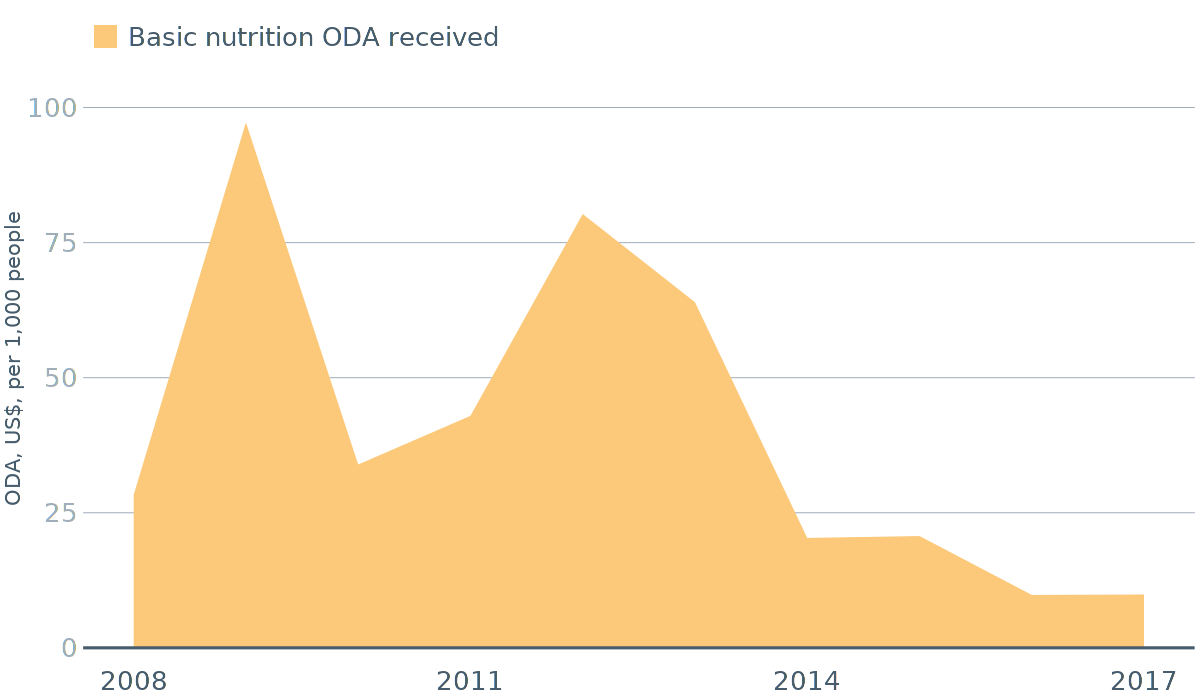 Basic nutrition ODA received
100
75
50
25
0
ODA, US$, per 1,000 people
2008 2011 2014 2017